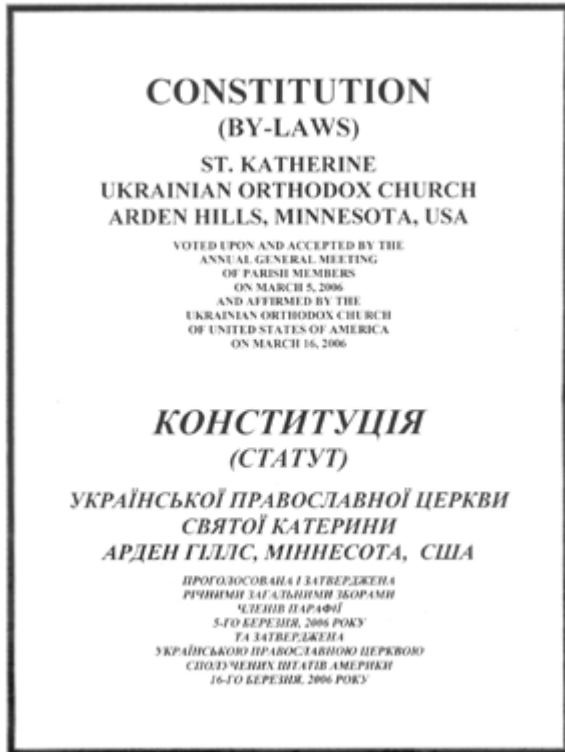 CONSTITUTION
(BY-LAWS)
ST. KATHERINE
UKRAINIAN ORTHODOX CHURCH
ARDEN HILLS, MINNESOTA, USA
VOTED UPON AND ACCEPTED BY THE
ANNUAL GENERAL MEETING
OF PARISH MEMBERS
ON MARCH 5, 2006
AND AFFIRMED BY THE
UKRAINIAN ORTHODOX CHURCH
OF UNITED STATES OF AMERICA
ON MARCH 16, 2006
КОНСТИТУЦІЯ
(СТАТУТ)
УКРАЇНСЬКОЇ ПРАВОСЛАВНОЇ ЦЕРКВИ
СВЯТОЇ КАТЕРИНИ
АРДЕН ГІЛЛС, МІННЕСОТА, США
ПРОГОЛОСОВАНА І ЗАТВЕРДЖЕНА
РІЧНИМИ ЗАГАЛЬНИМИ ЗБОРАМИ
ЧЛЕНІВ ПАРАФІЇ
5-ГО БЕРЕЗНЯ, 2006 РОКУ
ТА ЗАТВЕРДЖЕНА
УКРАЇНСЬКОЮ ПРАВОСЛАВНОЮ ЦЕРКВОЮ
СПОЛУЧЕНИХ ШТАТІВ АМЕРИКИ
16-ГО БЕРЕЗНЯ, 2006 РОКУ